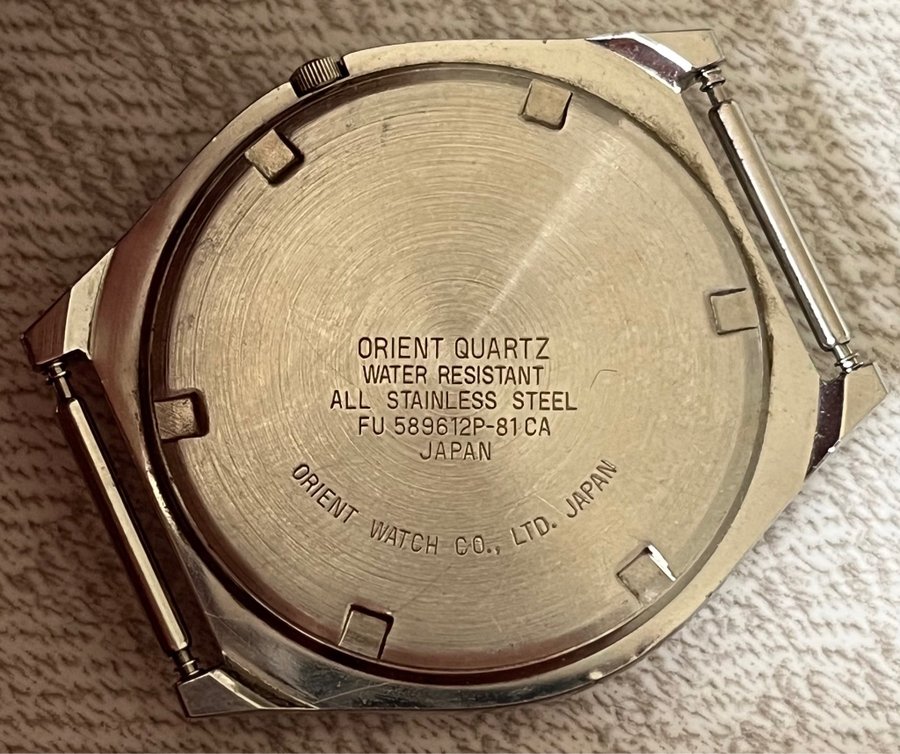 ORIENT QUARTZ
WATER RESISTANT
ALL STAINLESS STEEL
FU 589612P-81 CA
JAPAN
ORIENT WATCH CO., LTD. JAPAN